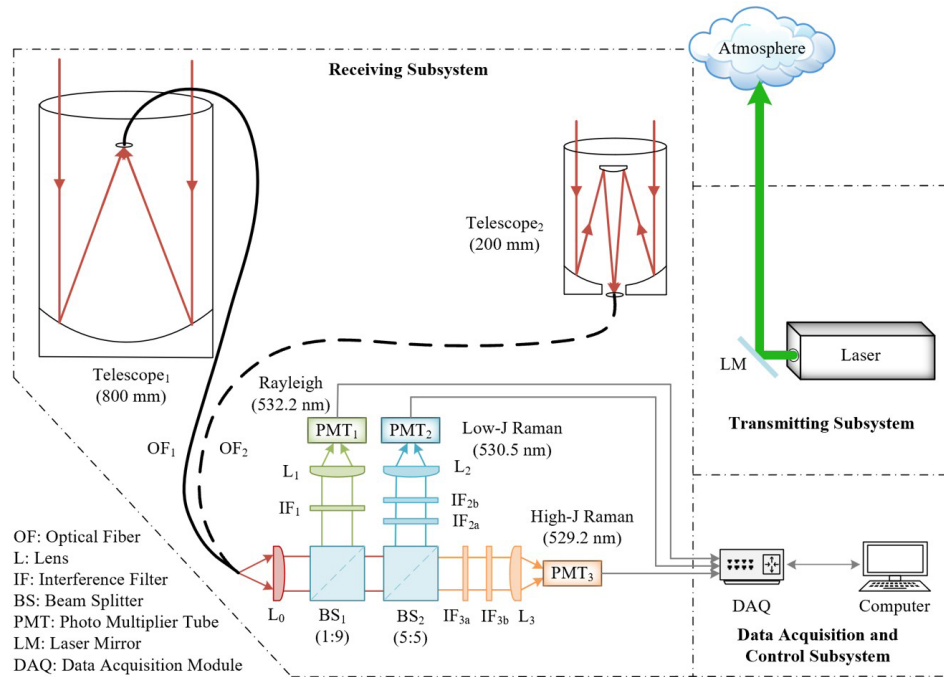 Atmosphere
Receiving Subsystem
Telescope₂
(200 mm)
Laser
LM
Telescope₁
(800 mm)
Transmitting Subsystem
Rayleigh
(532.2 nm)
PMT₁
PMT₂
Low-J Raman
(530.5 nm)
OF₁
OF₂
L₁
L₂
IF₁
IF₂b
IF₂a
High-J Raman
(529.2 nm)
PMT₃
OF: Optical Fiber
L: Lens
IF: Interference Filter
BS: Beam Splitter
PMT: Photo Multiplier Tube
LM: Laser Mirror
DAQ: Data Acquisition Module
L₀
BS₁
(1:9)
BS₂
(5:5)
IF₃a
IF₃b
L₃
DAQ
Computer
Data Acquisition and
Control Subsystem